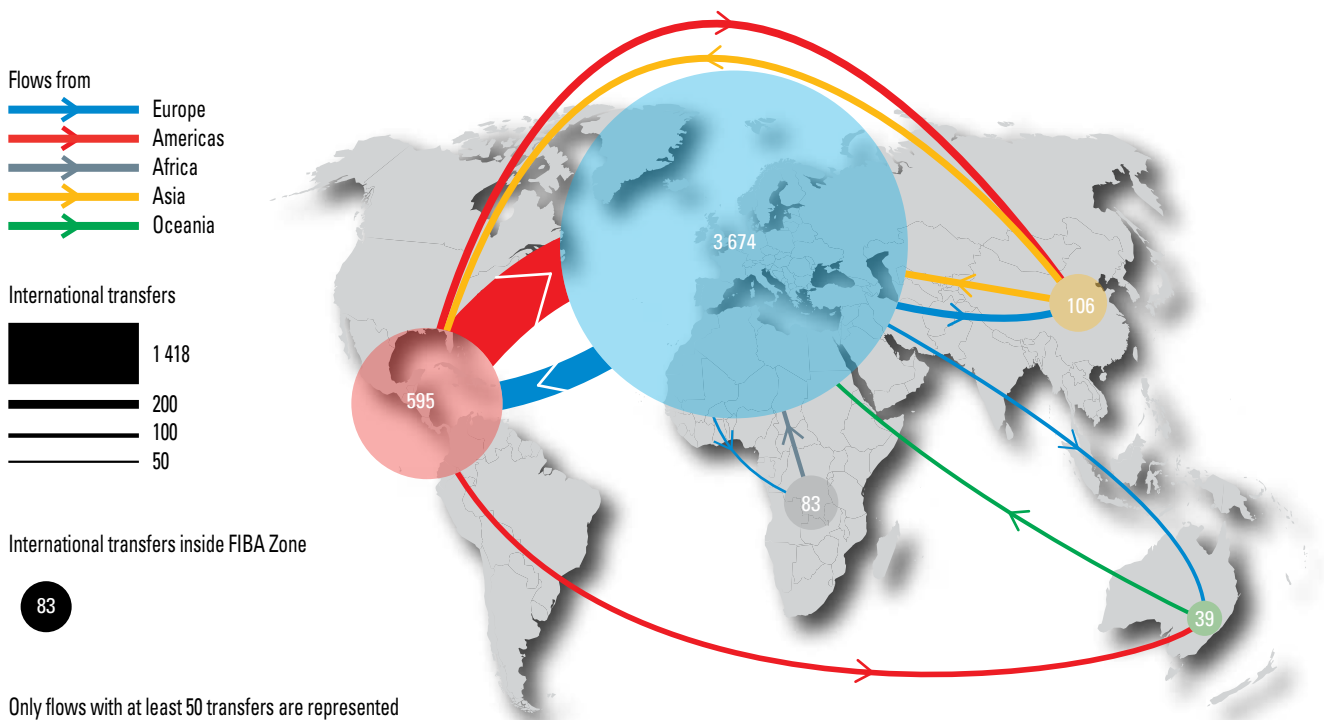 Flows from
Europe
Americas
Africa
Asia
Oceania
International transfers
1 418
200
100
50
International transfers inside FIBA Zone
83
Only flows with at least 50 transfers are represented
3 674
106
595
83
39